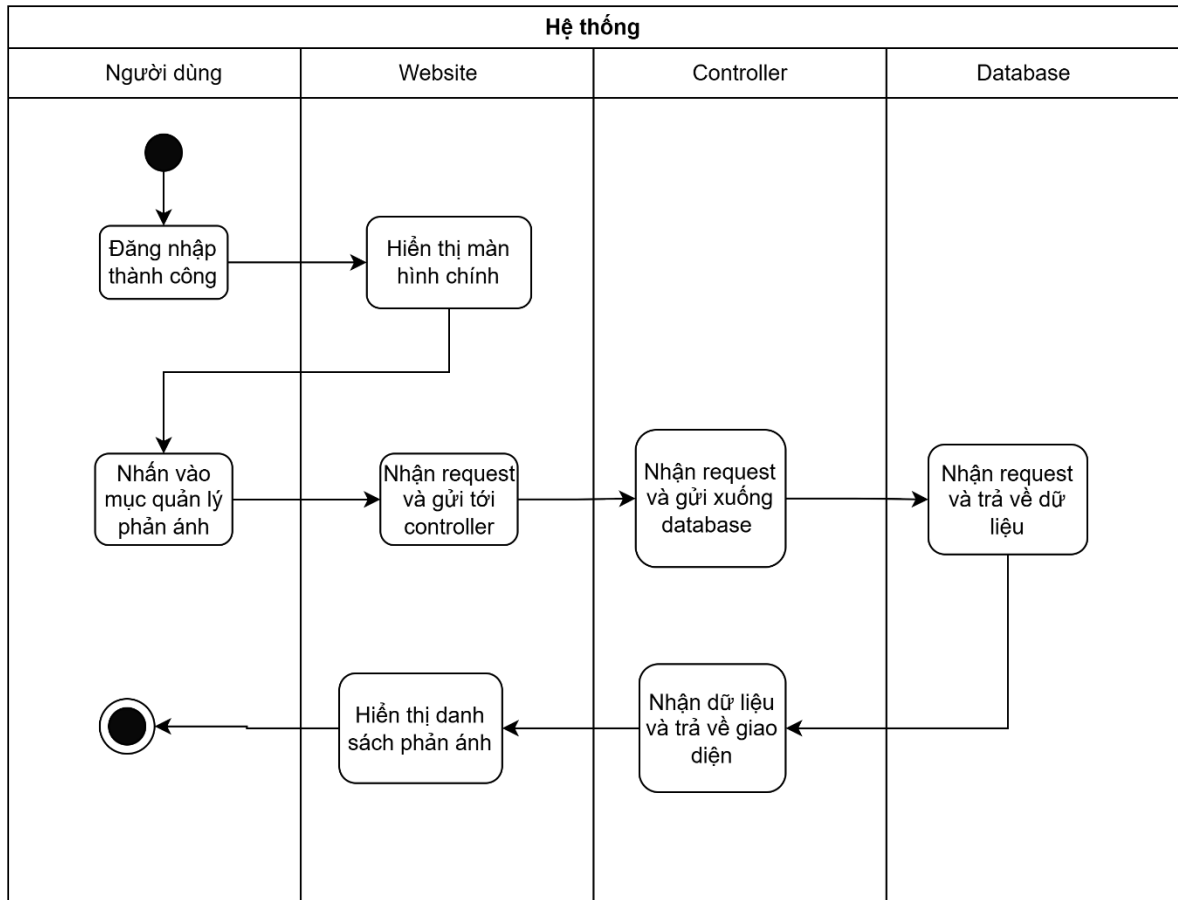 Hệ thống
Người dùng
Website
Controller
Database
Đăng nhập
thành công
Hiển thị màn
hình chính
Nhấn vào
mục quản lý
phản ánh
Nhận request
và gửi tới
controller
Nhận request
và gửi xuống
database
Nhận request
và trả về dữ
liệu
Hiển thị danh
sách phản ánh
Nhận dữ liệu
và trả về giao
diện